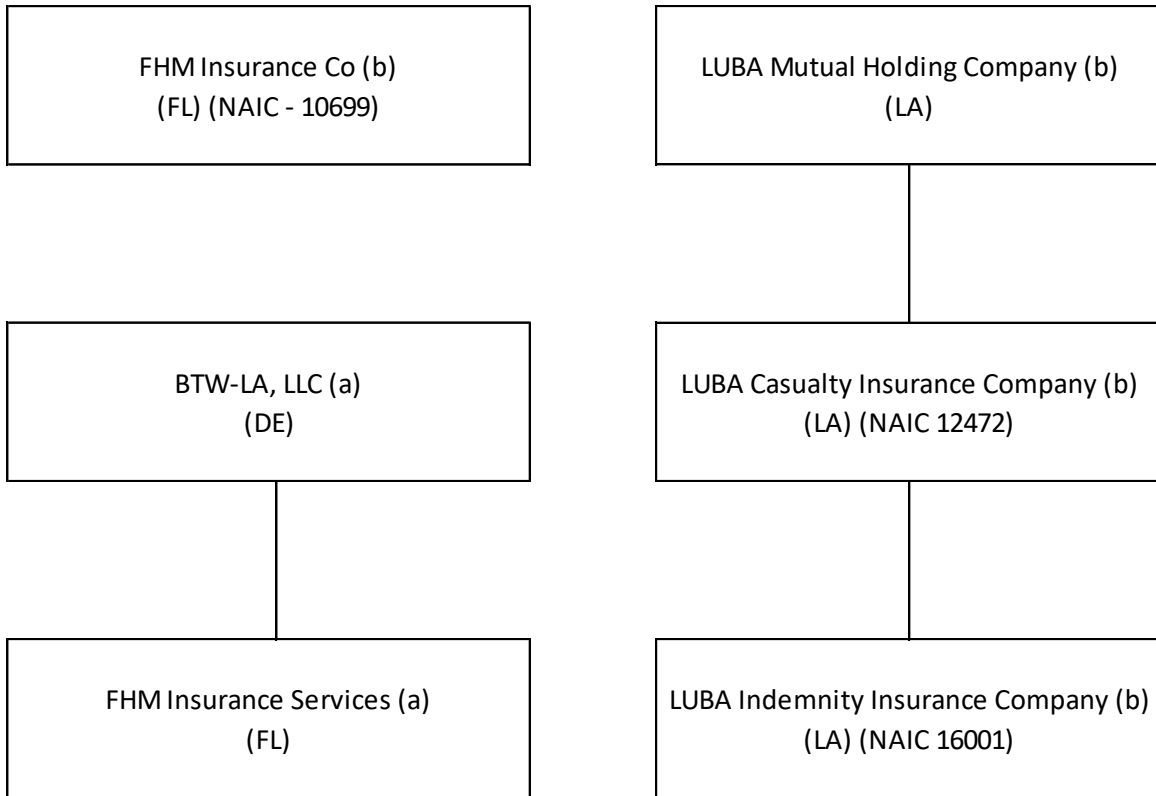 FHM Insurance Co (b)
(FL) (NAIC - 10699)
LUBA Mutual Holding Company (b)
(LA)
BTW-LA, LLC (a)
(DE)
LUBA Casualty Insurance Company (b)
(LA) (NAIC 12472)
FHM Insurance Services (a)
(FL)
LUBA Indemnity Insurance Company (b)
(LA) (NAIC 16001)